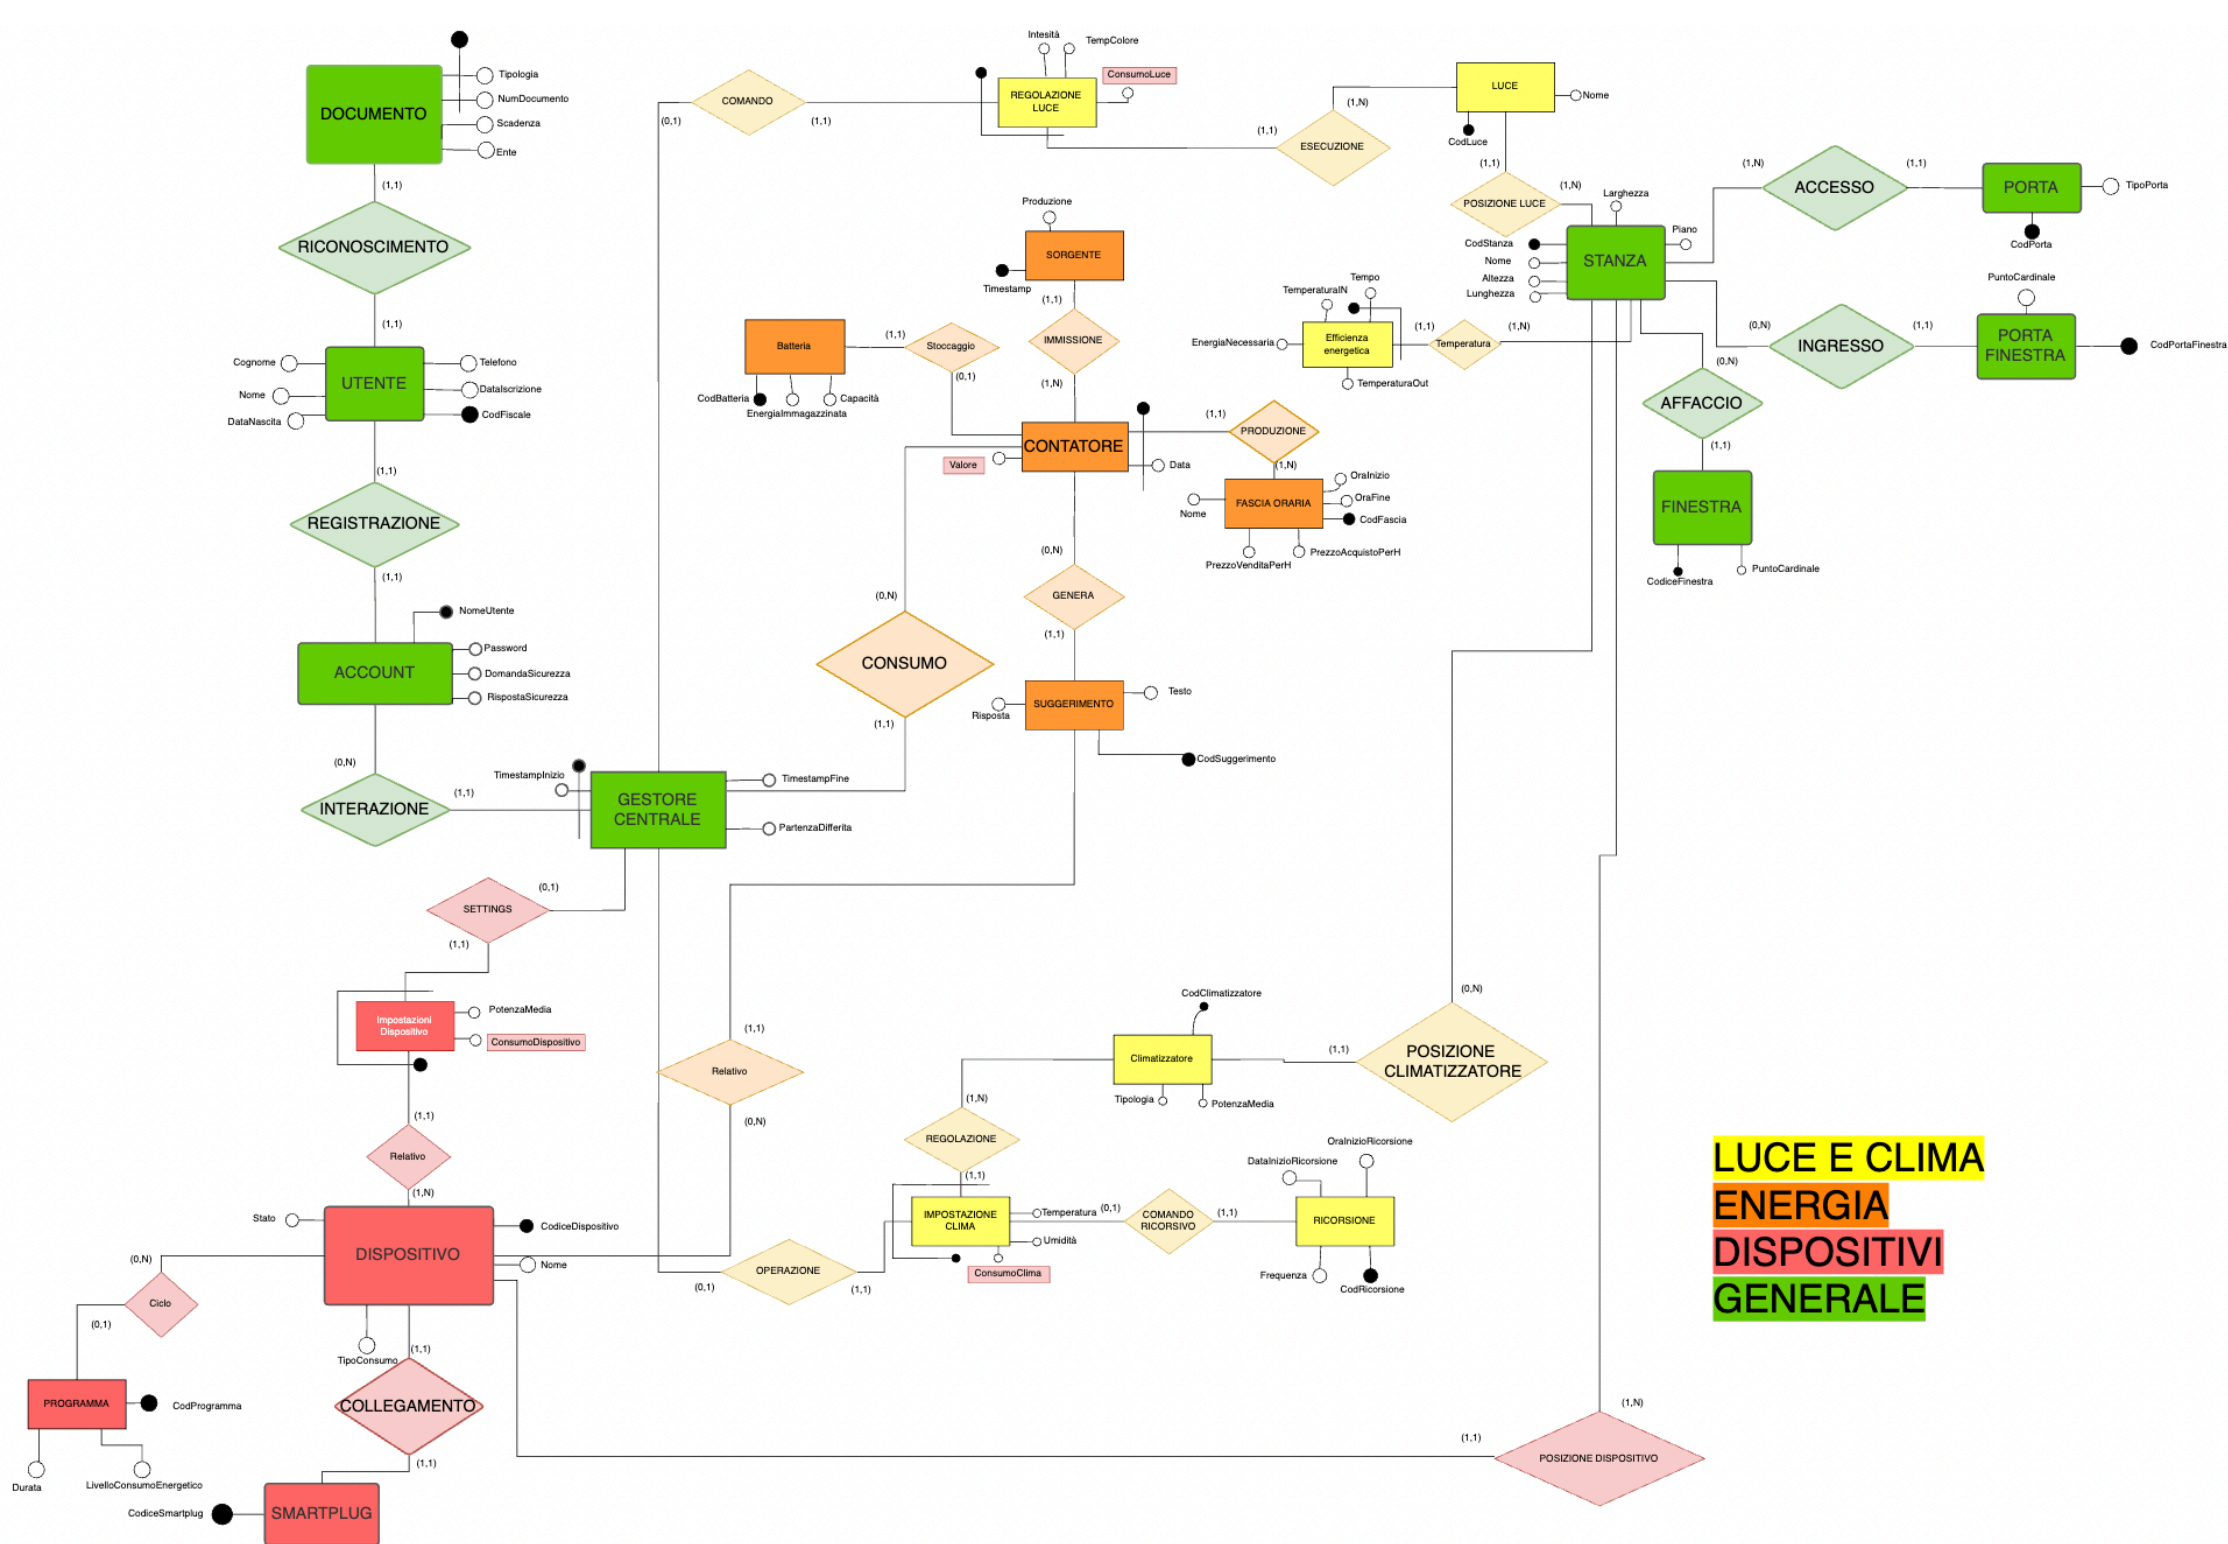 DOCUMENTO
Tipologia
NumDocumento
Scadenza
Ente
(1,1)
RICONOSCIMENTO
(1,1)
UTENTE
Cognome
Nome
DataNascita
Telefono
DataIscrizione
CodFiscale
(1,1)
REGISTRAZIONE
(1,1)
NomeUtente
ACCOUNT
Password
DomandaSicurezza
RispostaSicurezza
(0,N)
INTERAZIONE
(1,1)
TimestampInizio
GESTORE
CENTRALE
TimestampFine
PartenzaDifferita
(0,1)
COMANDO
(1,1)
Intesità
TempColore
ConsumoLuce
REGOLAZIONE
LUCE
(1,1)
ESECUZIONE
(1,N)
LUCE
Nome
CodLuce
(1,1)
POSIZIONE LUCE
(1,N)
Larghezza
Piano
CodStanza
Nome
Altezza
Lunghezza
STANZA
(1,N)
ACCESSO
(1,1)
PORTA
TipoPorta
CodPorta
(0,N)
INGRESSO
(1,1)
PuntoCardinale
PORTA
FINESTRA
CodPortaFinestra
(0,N)
AFFACCIO
(1,1)
FINESTRA
CodiceFinestra
PuntoCardinale
Produzione
SORGENTE
Timestamp
(1,1)
IMMISSIONE
(1,N)
Batteria
CodBatteria
EnergiaImmagazzinata
Capacità
(1,1)
Stoccaggio
(0,1)
TemperaturaIN
Tempo
EnergiaNecessaria
Efficienza
energetica
TemperaturaOut
(1,1)
Temperatura
(1,N)
CONTATORE
Valore
Data
(1,1)
PRODUZIONE
(1,N)
FASCIA ORARIA
Nome
OraInizio
OraFine
CodFascia
PrezzoVenditaPerH
PrezzoAcquistoPerH
(0,N)
GENERA
(1,1)
(0,N)
CONSUMO
(1,1)
SUGGERIMENTO
Risposta
Testo
CodSuggerimento
SETTINGS
(0,1)
(1,1)
Impostazioni
Dispositivo
PotenzaMedia
ConsumoDispositivo
(1,1)
Relativo
(1,N)
(1,1)
Relativo
(0,N)
DISPOSITIVO
Stato
CodiceDispositivo
Nome
TipoConsumo
(0,N)
Ciclo
(0,1)
PROGRAMMA
CodProgramma
Durata
LivelloConsumoEnergetico
(1,1)
COLLEGAMENTO
(1,1)
CodiceSmartplug
SMARTPLUG
CodClimatizzatore
Climatizzatore
Tipologia
PotenzaMedia
(1,1)
POSIZIONE
CLIMATIZZATORE
(0,N)
(1,N)
REGOLAZIONE
(1,1)
IMPOSTAZIONE
CLIMA
Temperatura
Umidità
ConsumoClima
(0,1)
OPERAZIONE
(1,1)
(0,1)
COMANDO
RICORSIVO
(1,1)
DataInizioRicorsione
OraInizioRicorsione
RICORSIONE
Frequenza
CodRicorsione
(1,1)
POSIZIONE DISPOSITIVO
(1,N)
LUCE E CLIMA
ENERGIA
DISPOSITIVI
GENERALE